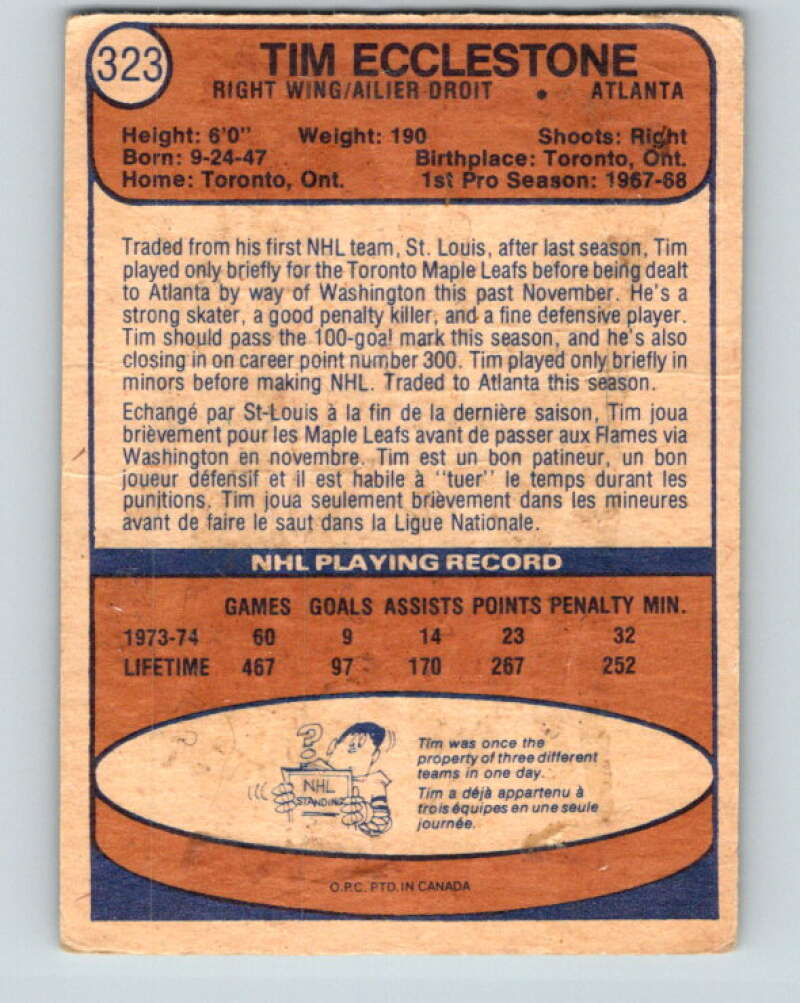 323
TIM ECCLESTONE
RIGHT WING/AILIER DROIT • ATLANTA
Height: 6'0" Weight: 190 Shoots: Right
Born: 9-24-47 Birthplace: Toronto, Ont.
Home: Toronto, Ont. 1st Pro Season: 1967-68
Traded from his first NHL team, St. Louis, after last season, Tim
played only briefly for the Toronto Maple Leafs before being dealt
to Atlanta by way of Washington this past November. He's a
strong skater, a good penalty killer, and a fine defensive player.
Tim should pass the 100-goal mark this season, and he's also
closing in on career point number 300. Tim played only briefly in
minors before making NHL. Traded to Atlanta this season.
Echangé par St-Louis à la fin de la dernière saison, Tim joua
brièvement pour les Maple Leafs avant de passer aux Flames via
Washington en novembre. Tim est un bon patineur, un bon
joueur défensif et il est habile à "tuer" le temps durant les
punitions. Tim joua seulement brièvement dans les mineures
avant de faire le saut dans la Ligue Nationale.
NHL PLAYING RECORD
GAMES GOALS ASSISTS POINTS PENALTY MIN.
1973-74 60 9 14 23 32
LIFETIME 467 97 170 267 252
?
NHL
STANDING
Tim was once the
property of three different
teams in one day.
Tim a déjà appartenu à
trois équipes en une seule
journée.
O.P.C. PTD. IN CANADA